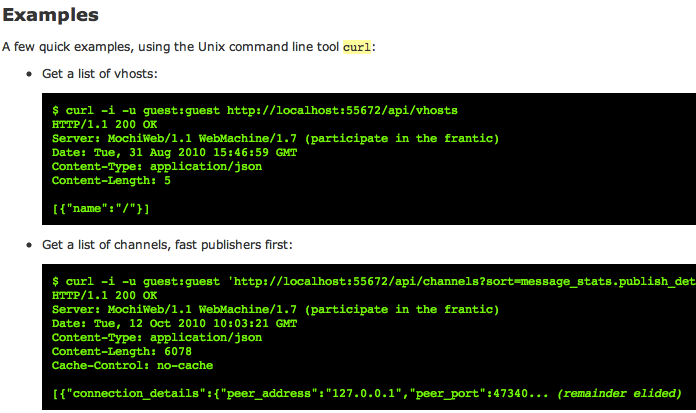 Examples
A few quick examples, using the Unix command line tool curl:
• Get a list of vhosts:
$ curl -i -u guest:guest http://localhost:55672/api/vhosts
HTTP/1.1 200 OK
Server: MochiWeb/1.1 WebMachine/1.7 (participate in the frantic)
Date: Tue, 31 Aug 2010 15:46:59 GMT
Content-Type: application/json
Content-Length: 5
[{"name":"/"}]
• Get a list of channels, fast publishers first:
$ curl -i -u guest:guest 'http://localhost:55672/api/channels?sort=message_stats.publish_det
HTTP/1.1 200 OK
Server: MochiWeb/1.1 WebMachine/1.7 (participate in the frantic)
Date: Tue, 12 Oct 2010 10:03:21 GMT
Content-Type: application/json
Content-Length: 6078
Cache-Control: no-cache
[{"connection_details":{"peer_address":"127.0.0.1","peer_port":47340... (remainder elided)